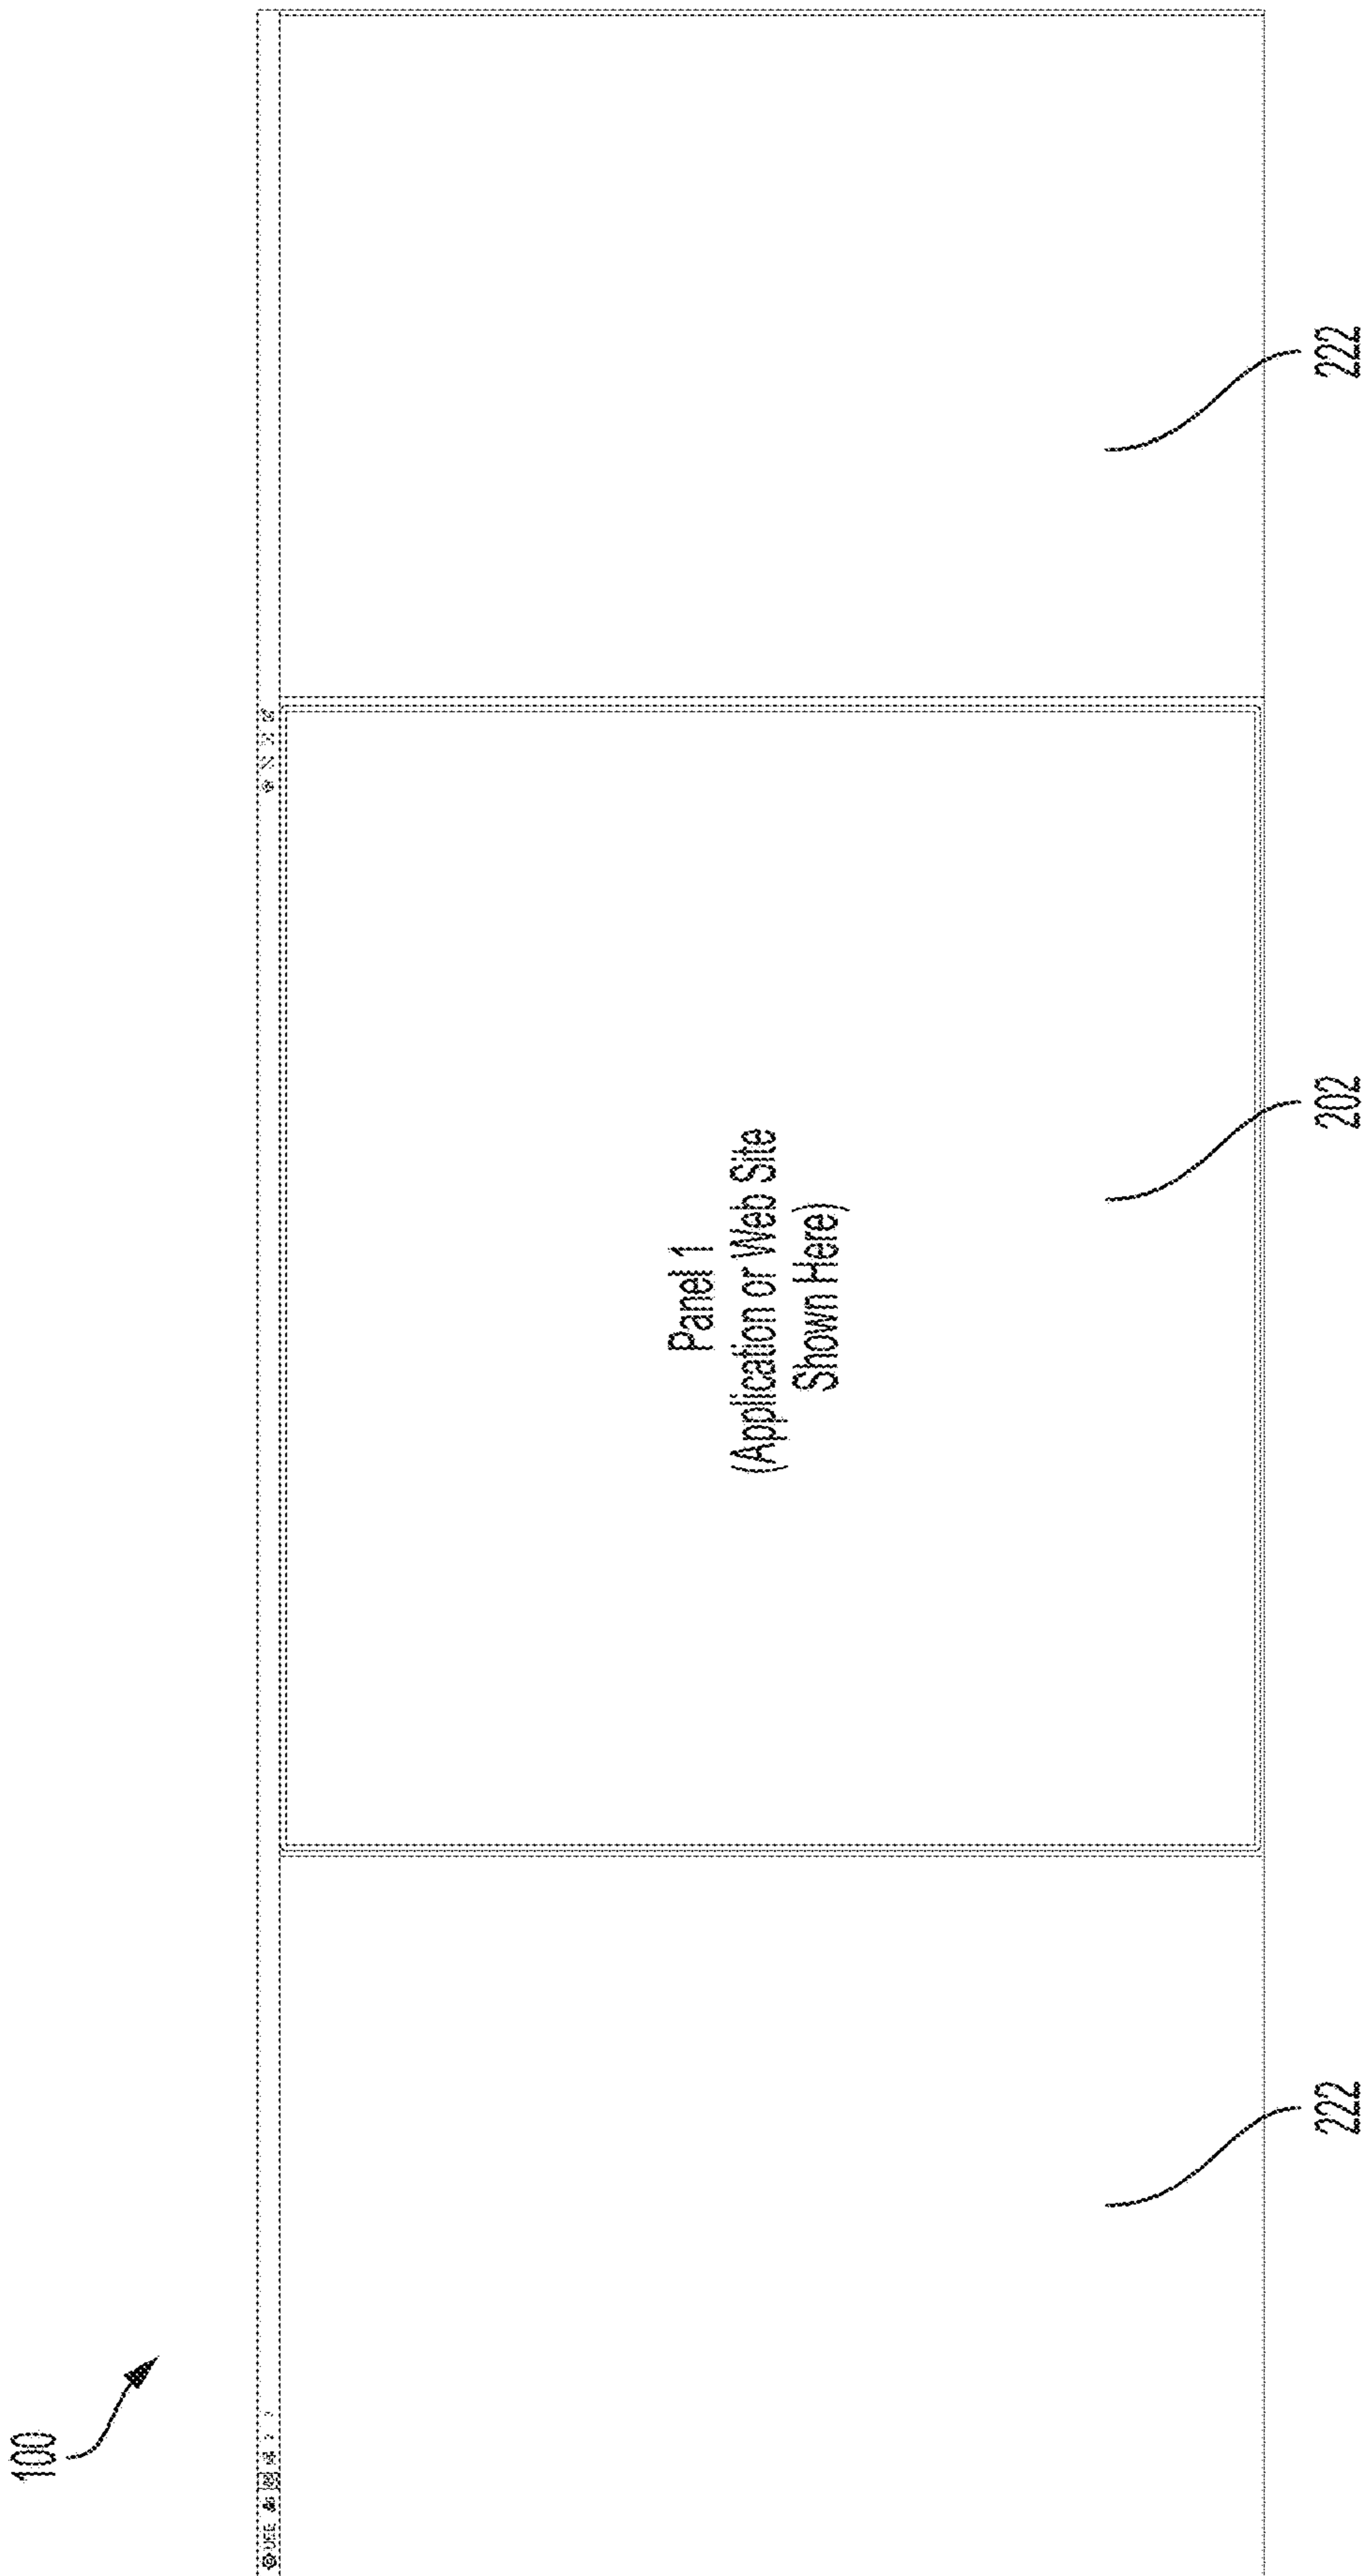 100
Panel 1
(Application or Web Site
Shown Here)
222
202
222